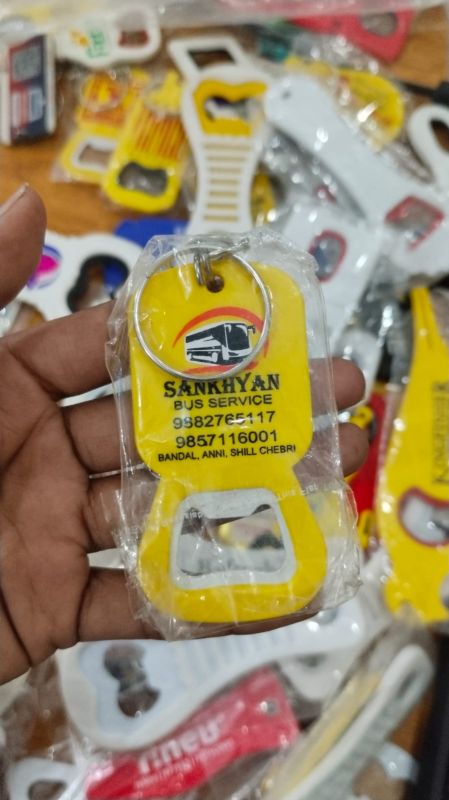 SANKHYAN
BUS SERVICE
9882765117
9857116001
BANDAL, ANNI, SHILL CHEBRI